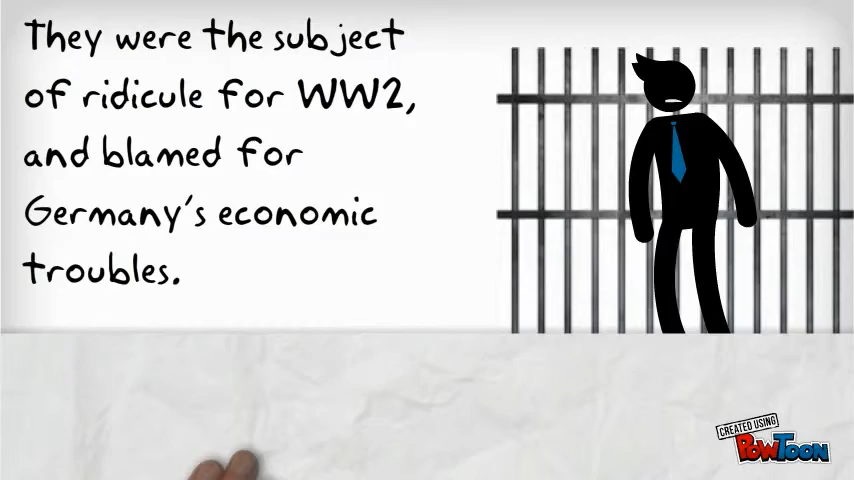 They were the subject
of ridicule for WW2,
and blamed for
Germany's economic
troubles.
CREATED USING
POWTOON